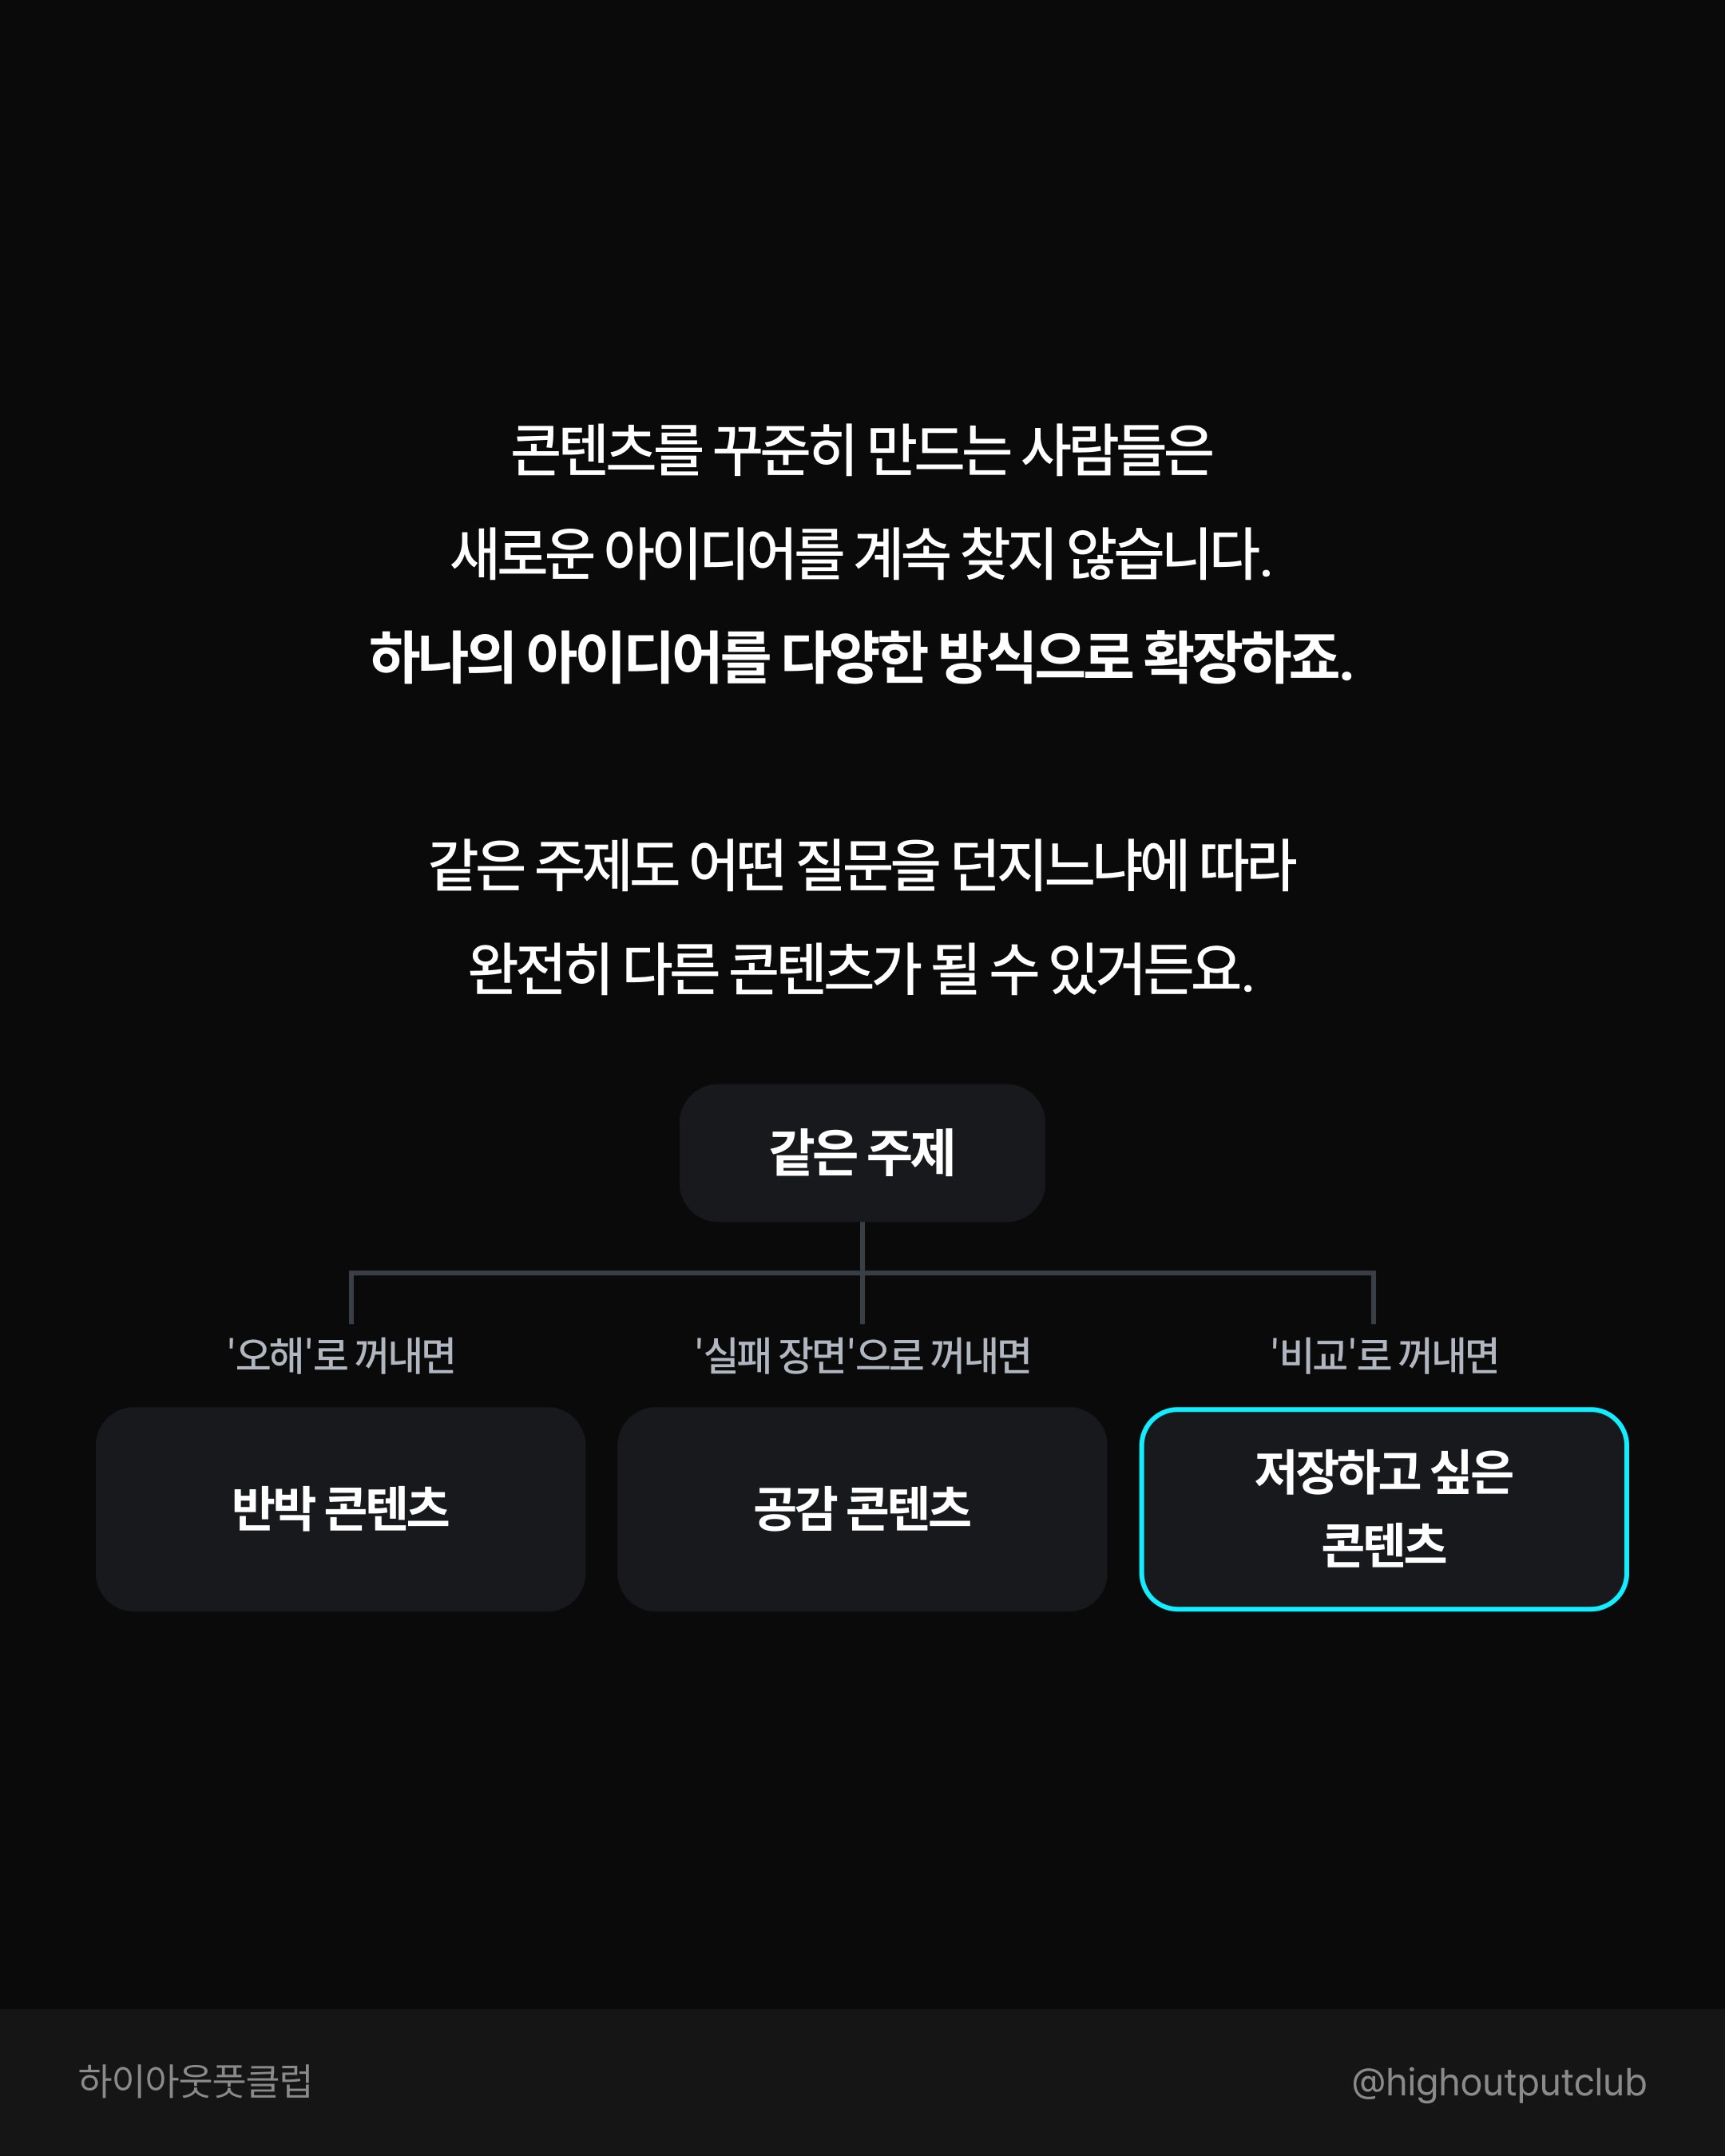 콘텐츠를 꾸준히 만드는 사람들은
새로운 아이디어를 계속 찾지 않습니다.
하나의 아이디어를 다양한 방식으로 확장하죠.
같은 주제도 어떤 질문을 던지느냐에 따라
완전히 다른 콘텐츠가 될 수 있거든요.
같은 주제
'오해'로 꺼내면
'실패 장면'으로 꺼내면
'비교'로 꺼내면
반박 콘텐츠
공감 콘텐츠
저장하고 싶은
콘텐츠
하이아웃풋클럽
@highoutputclub